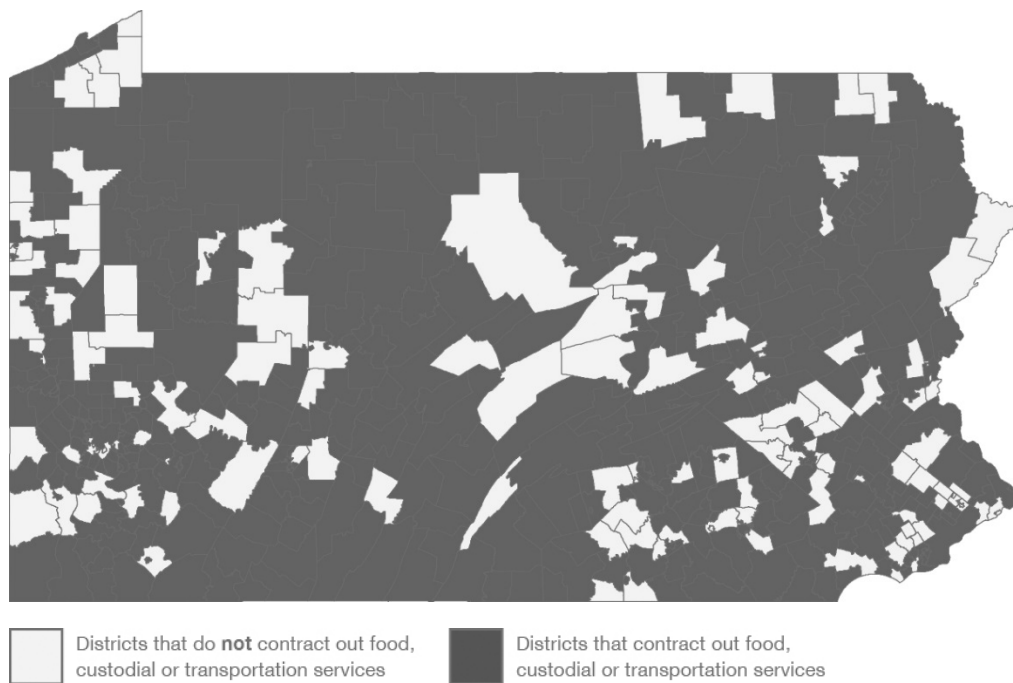 Districts that do not contract out food,
custodial or transportation services
Districts that contract out food,
custodial or transportation services